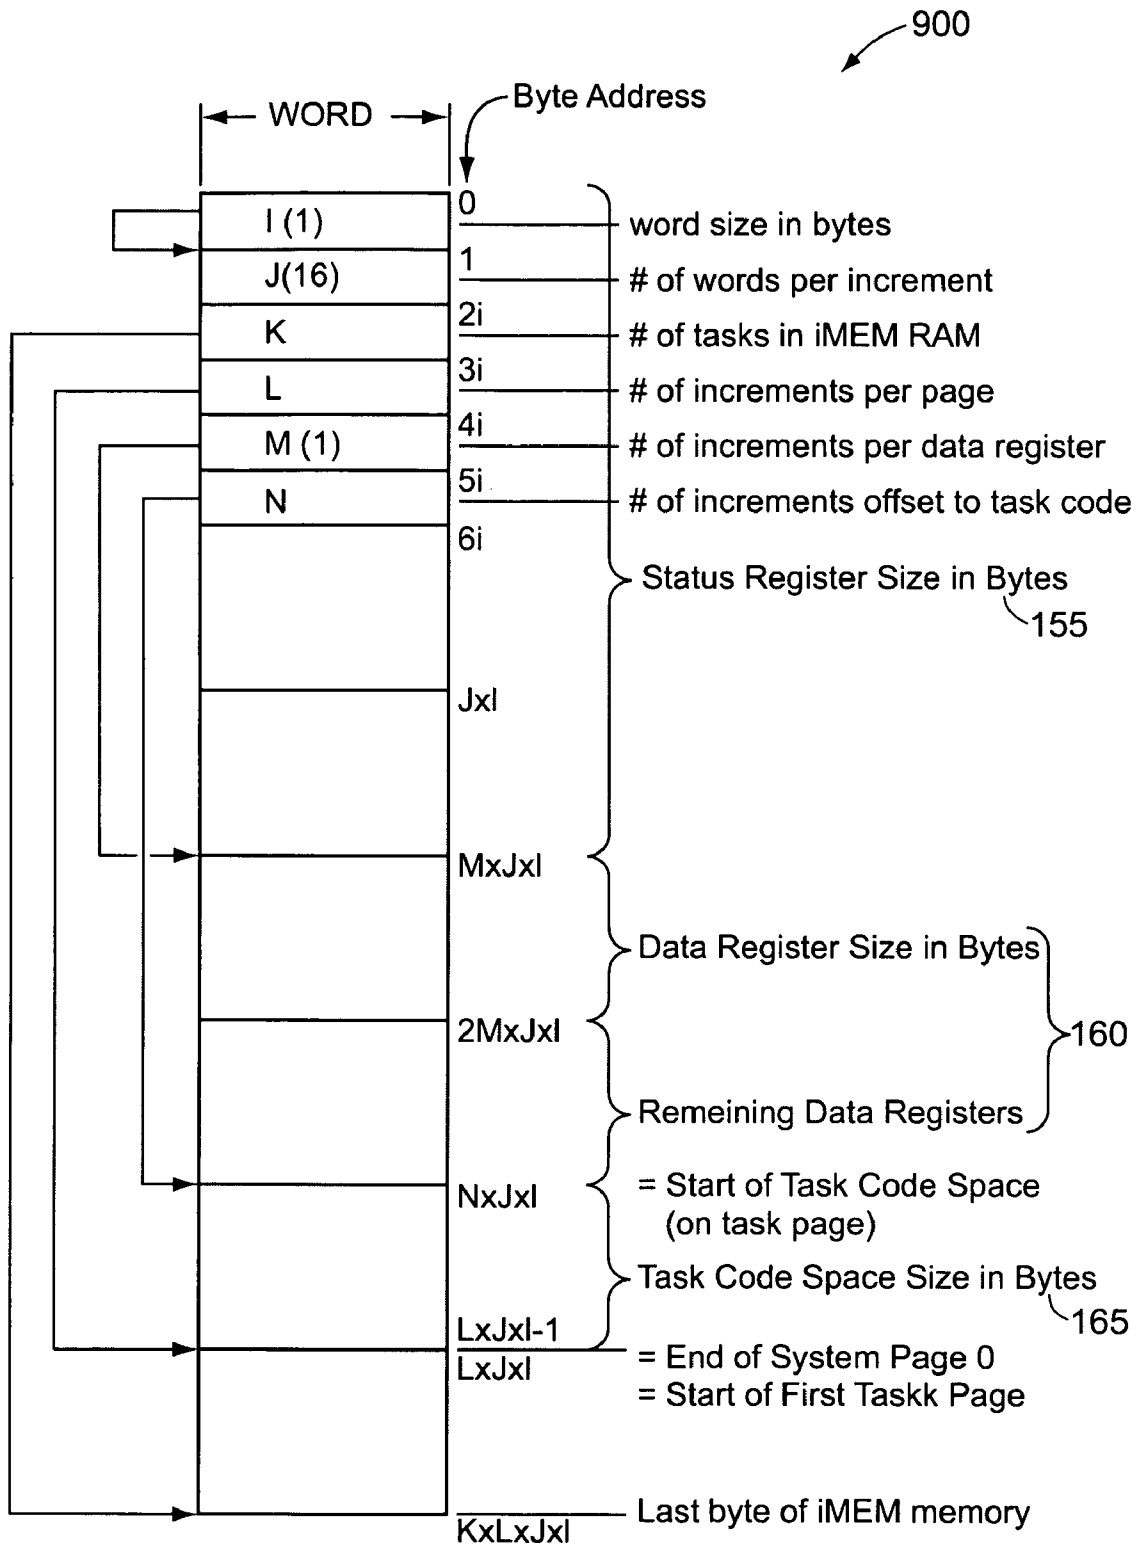 900
Byte Address
WORD
0
I (1)
word size in bytes
1
J(16)
# of words per increment
2i
K
# of tasks in iMEM RAM
3i
L
# of increments per page
4i
M (1)
# of increments per data register
5i
N
# of increments offset to task code
6i
Status Register Size in Bytes
155
JxI
MxJxI
Data Register Size in Bytes
2MxJxI
160
Remeining Data Registers
NxJxI
= Start of Task Code Space
(on task page)
Task Code Space Size in Bytes
165
LxJxI-1
LxJxI
= End of System Page 0
= Start of First Taskk Page
Last byte of iMEM memory
KxLxJxI